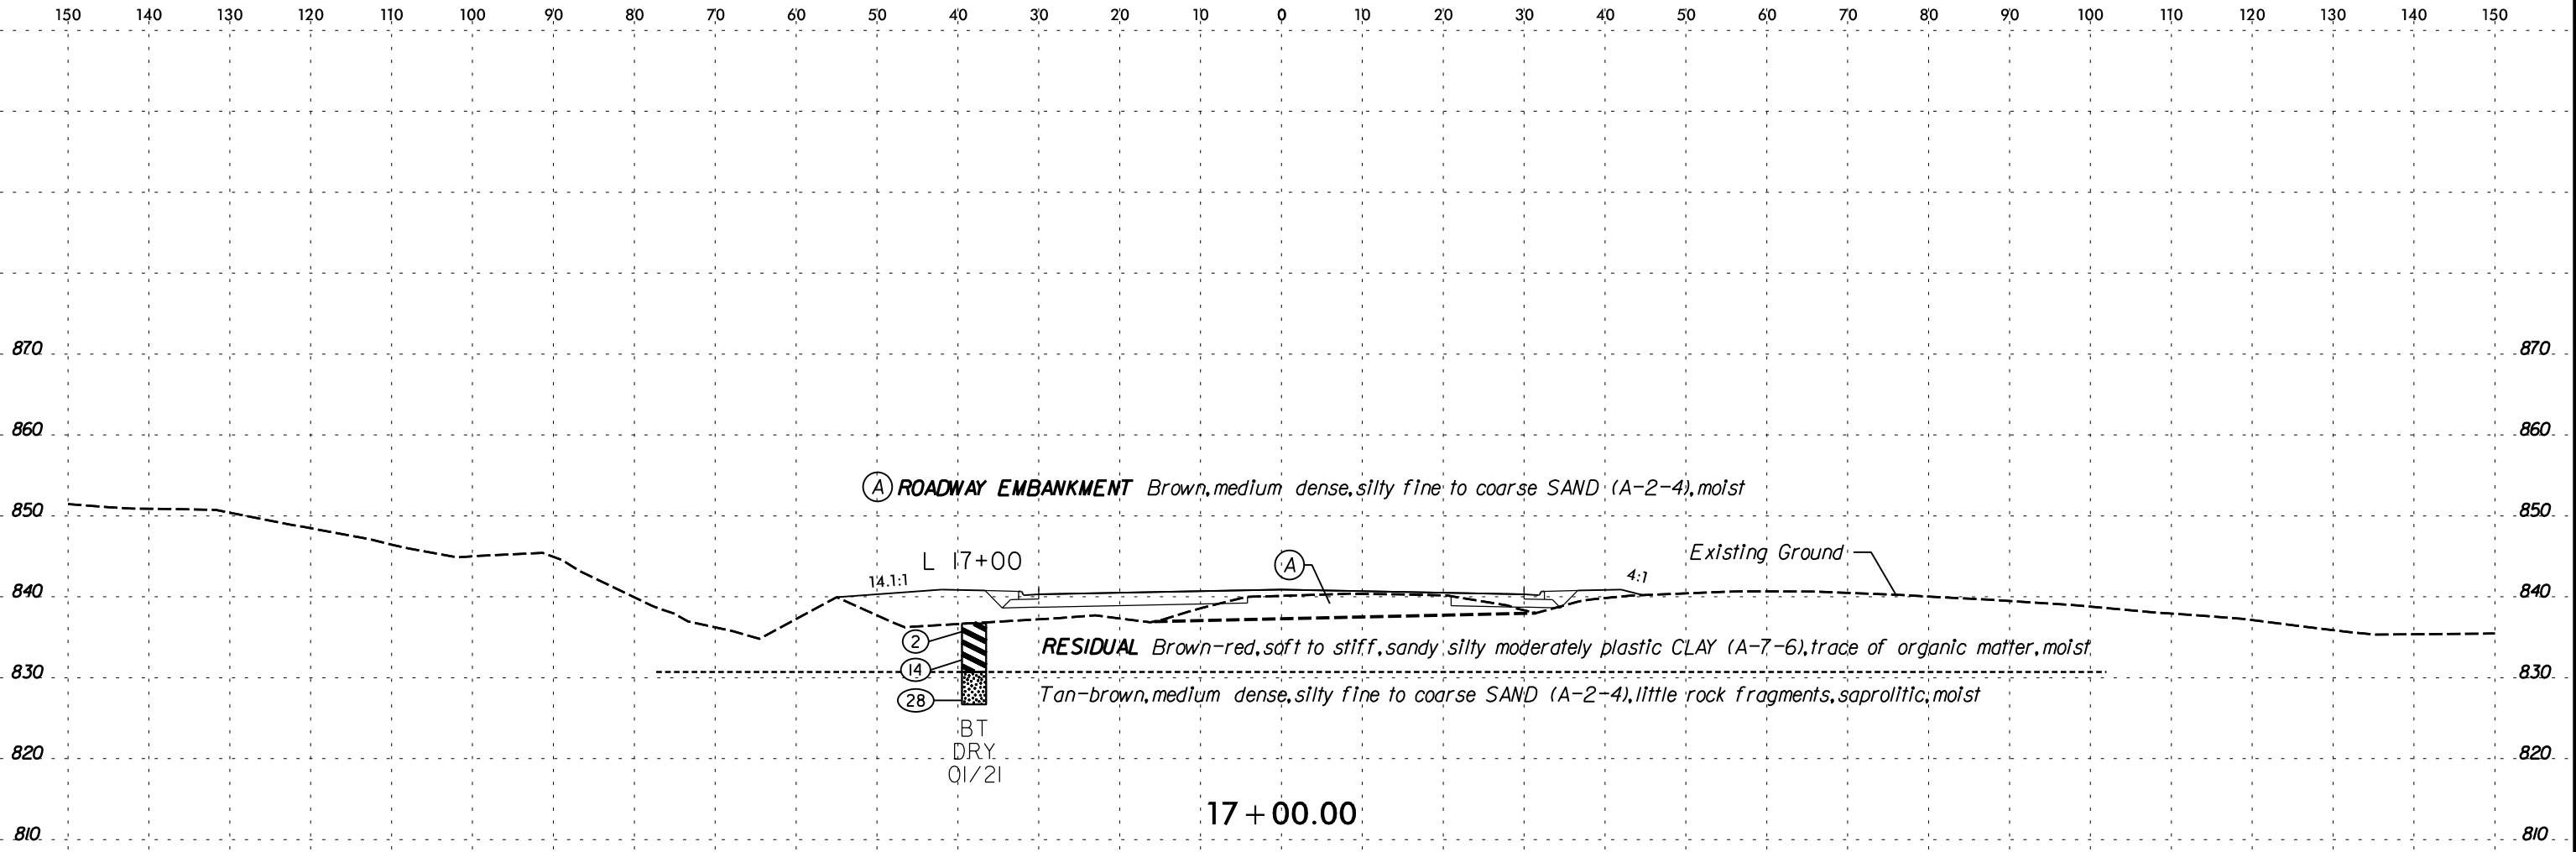 150 140 130 120 110 100 90 80 70 60 50 40 30 20 10 0 10 20 30 40 50 60 70 80 90 100 110 120 130 140 150
870 870
860 860
A ROADWAY EMBANKMENT Brown, medium dense, silty fine to coarse SAND (A-2-4), moist
850 850
L 17+00
A
Existing Ground
14.1:1
4:1
840 840
2
RESIDUAL Brown-red, soft to stiff, sandy silty moderately plastic CLAY (A-7-6), trace of organic matter, moist
14
830 830
28
Tan-brown, medium dense, silty fine to coarse SAND (A-2-4), little rock fragments, saprolitic, moist
BT
DRY
820 820
01/21
17+00.00
810 810